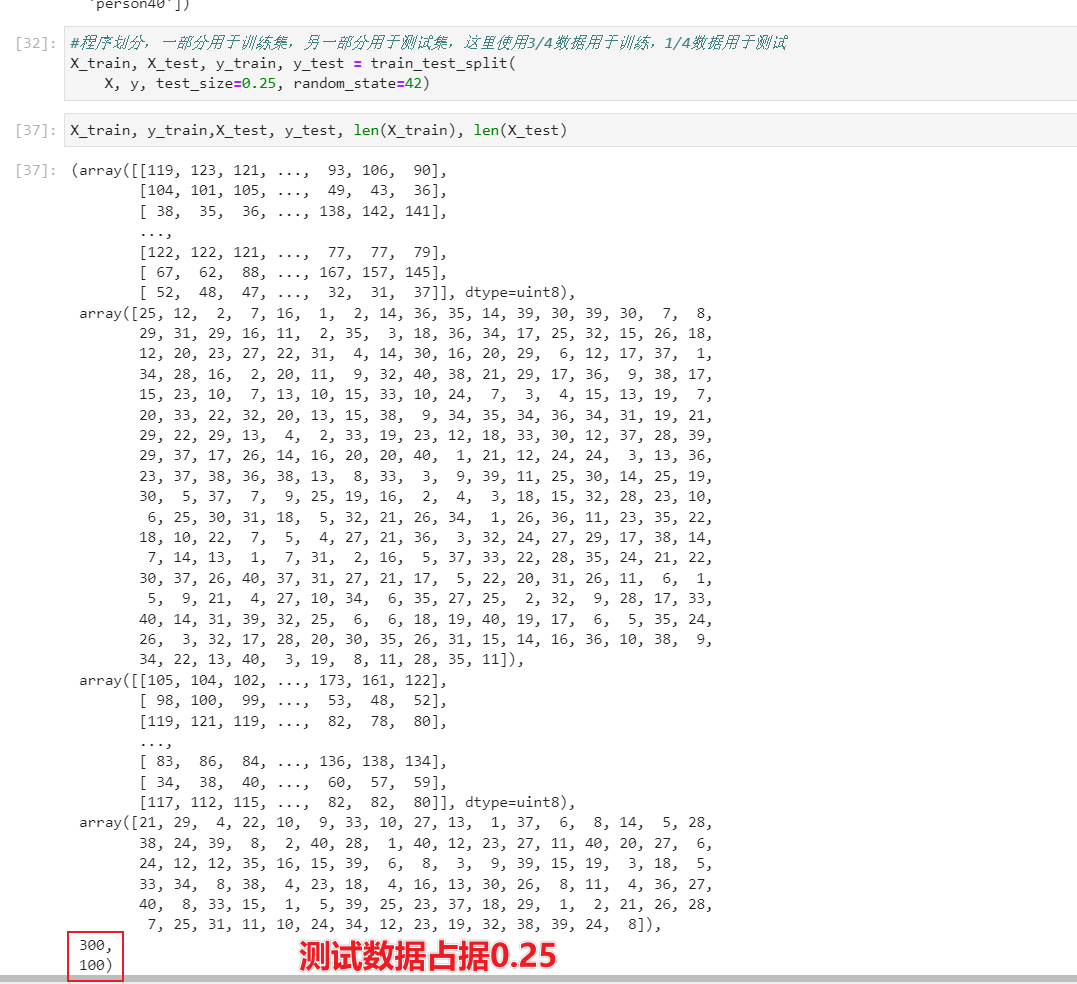 'person40'])
[32]: #程序划分，一部分用于训练集，另一部分用于测试集，这里使用3/4数据用于训练，1/4数据用于测试
X_train, X_test, y_train, y_test = train_test_split(
X, y, test_size=0.25, random_state=42)
[37]: X_train, y_train,X_test, y_test, len(X_train), len(X_test)
[37]: (array([[119, 123, 121, ..., 93, 106, 90],
[104, 101, 105, ..., 49, 43, 36],
[ 38, 35, 36, ..., 138, 142, 141],
...,
[122, 122, 121, ..., 77, 77, 79],
[ 67, 62, 88, ..., 167, 157, 145],
[ 52, 48, 47, ..., 32, 31, 37]], dtype=uint8),
array([25, 12, 2, 7, 16, 1, 2, 14, 36, 35, 14, 39, 30, 39, 30, 7, 8,
29, 31, 29, 16, 11, 2, 35, 3, 18, 36, 34, 17, 25, 32, 15, 26, 18,
12, 20, 23, 27, 22, 31, 4, 14, 30, 16, 20, 29, 6, 12, 17, 37, 1,
34, 28, 16, 2, 20, 11, 9, 32, 40, 38, 21, 29, 17, 36, 9, 38, 17,
15, 23, 10, 7, 13, 10, 15, 33, 10, 24, 7, 3, 4, 15, 13, 19, 7,
20, 33, 22, 32, 20, 13, 15, 38, 9, 34, 35, 34, 36, 34, 31, 19, 21,
29, 22, 29, 13, 4, 2, 33, 19, 23, 12, 18, 33, 30, 12, 37, 28, 39,
29, 37, 17, 26, 14, 16, 20, 20, 40, 1, 21, 12, 24, 24, 3, 13, 36,
23, 37, 38, 36, 38, 13, 8, 33, 3, 9, 39, 11, 25, 30, 14, 25, 19,
30, 5, 37, 7, 9, 25, 19, 16, 2, 4, 3, 18, 15, 32, 28, 23, 10,
6, 25, 30, 31, 18, 5, 32, 21, 26, 34, 1, 26, 36, 11, 23, 35, 22,
18, 10, 22, 7, 5, 4, 27, 21, 36, 3, 32, 24, 27, 29, 17, 38, 14,
7, 14, 13, 1, 7, 31, 2, 16, 5, 37, 33, 22, 28, 35, 24, 21, 22,
30, 37, 26, 40, 37, 31, 27, 21, 17, 5, 22, 20, 31, 26, 11, 6, 1,
5, 9, 21, 4, 27, 10, 34, 6, 35, 27, 25, 2, 32, 9, 28, 17, 33,
40, 14, 31, 39, 32, 25, 6, 6, 18, 19, 40, 19, 17, 6, 5, 35, 24,
26, 3, 32, 17, 28, 20, 30, 35, 26, 31, 15, 14, 16, 36, 10, 38, 9,
34, 22, 13, 40, 3, 19, 8, 11, 28, 35, 11]),
array([[105, 104, 102, ..., 173, 161, 122],
[ 98, 100, 99, ..., 53, 48, 52],
[119, 121, 119, ..., 82, 78, 80],
...,
[ 83, 86, 84, ..., 136, 138, 134],
[ 34, 38, 40, ..., 60, 57, 59],
[117, 112, 115, ..., 82, 82, 80]], dtype=uint8),
array([21, 29, 4, 22, 10, 9, 33, 10, 27, 13, 1, 37, 6, 8, 14, 5, 28,
38, 24, 39, 8, 2, 40, 28, 1, 40, 12, 23, 27, 11, 40, 20, 27, 6,
24, 12, 12, 35, 16, 15, 39, 6, 8, 3, 9, 39, 15, 19, 3, 18, 5,
33, 34, 8, 38, 4, 23, 18, 4, 16, 13, 30, 26, 8, 11, 4, 36, 27,
40, 8, 33, 15, 1, 5, 39, 25, 23, 37, 18, 29, 1, 2, 21, 26, 28,
7, 25, 31, 11, 10, 24, 34, 12, 23, 19, 32, 38, 39, 24, 8]),
300,
100)
测试数据占据0.25